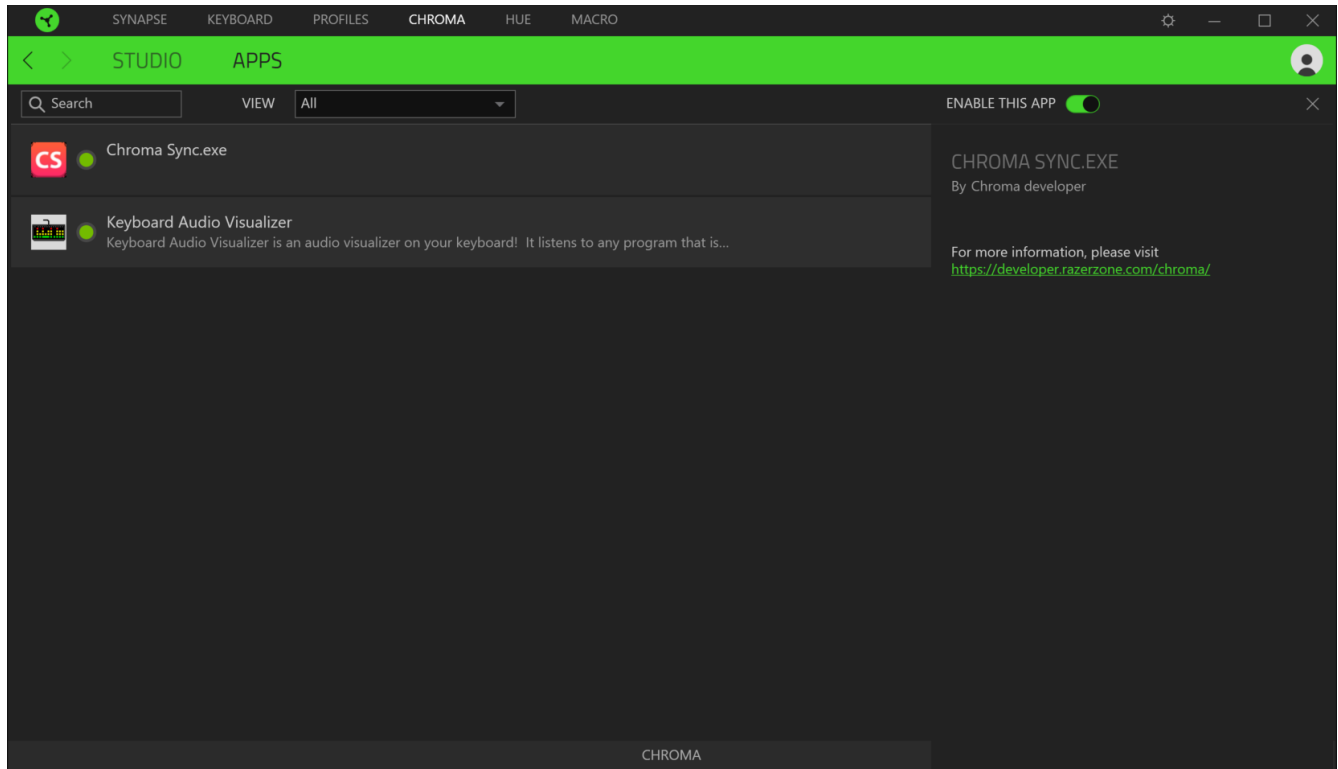 SYNAPSE KEYBOARD PROFILES CHROMA HUE MACRO
STUDIO APPS
Search VIEW All ENABLE THIS APP
CS Chroma Sync.exe
Keyboard Audio Visualizer
Keyboard Audio Visualizer is an audio visualizer on your keyboard!  It listens to any program that is...
CHROMA SYNC.EXE
By Chroma developer
For more information, please visit
https://developer.razerzone.com/chroma/
CHROMA